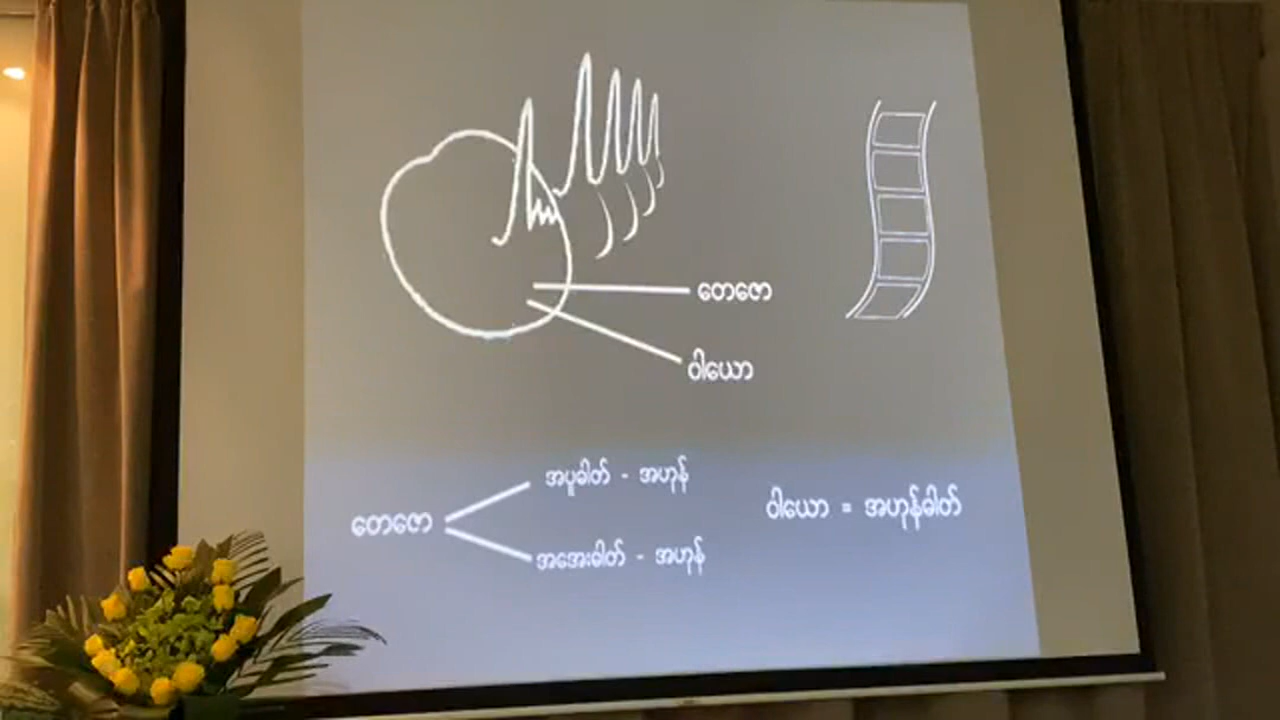 တေဇော
ဝါယော
အပူဓါတ် - အဟုန်
တေဇော
အအေးဓါတ် - အဟုန်
ဝါယော = အဟုန်ဓါတ်